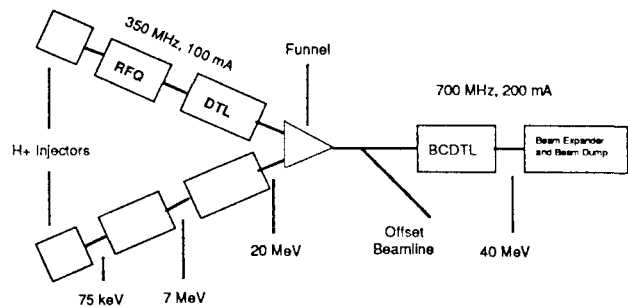 350 MHz, 100 mA
Funnel
RFQ
DTL
700 MHz, 200 mA
H+ Injectors
BCDTL
Beam Expander
and Beam Dump
20 MeV
Offset
Beamline
40 MeV
75 keV
7 MeV